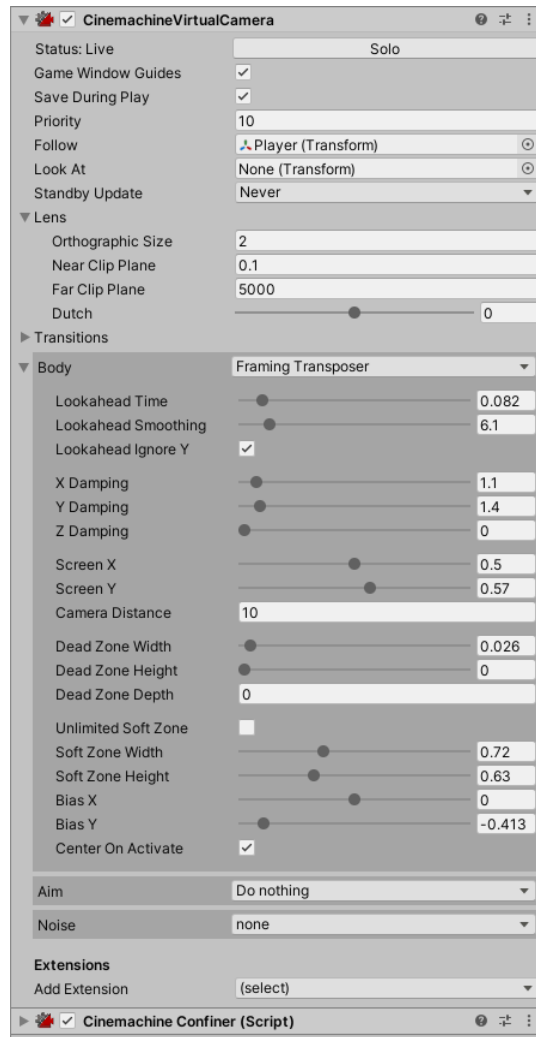 CinemachineVirtualCamera
Status: Live Solo
Game Window Guides
Save During Play
Priority 10
Follow Player (Transform)
Look At None (Transform)
Standby Update Never
Lens
Orthographic Size 2
Near Clip Plane 0.1
Far Clip Plane 5000
Dutch 0
Transitions
Body Framing Transposer
Lookahead Time 0.082
Lookahead Smoothing 6.1
Lookahead Ignore Y
X Damping 1.1
Y Damping 1.4
Z Damping 0
Screen X 0.5
Screen Y 0.57
Camera Distance 10
Dead Zone Width 0.026
Dead Zone Height 0
Dead Zone Depth 0
Unlimited Soft Zone
Soft Zone Width 0.72
Soft Zone Height 0.63
Bias X 0
Bias Y -0.413
Center On Activate
Aim Do nothing
Noise none
Extensions
Add Extension (select)
Cinemachine Confiner (Script)